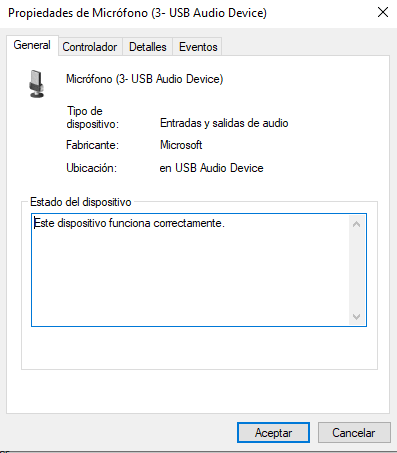 Propiedades de Micrófono (3- USB Audio Device)
General Controlador Detalles Eventos
Micrófono (3- USB Audio Device)
Tipo de
dispositivo: Entradas y salidas de audio
Fabricante: Microsoft
Ubicación: en USB Audio Device
Estado del dispositivo
Este dispositivo funciona correctamente.
Aceptar Cancelar